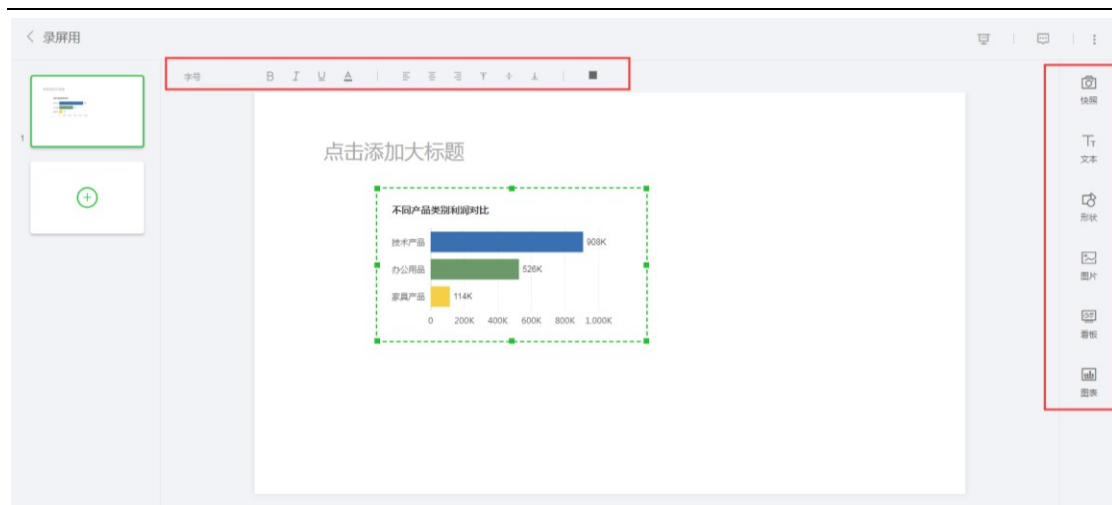 录屏用
字号 B I U A
快照
文本
形状
图片
看板
图表
1
点击添加大标题
不同产品类别利润对比
技术产品 908K
办公用品 526K
家具产品 114K
0 200K 400K 600K 800K 1,000K